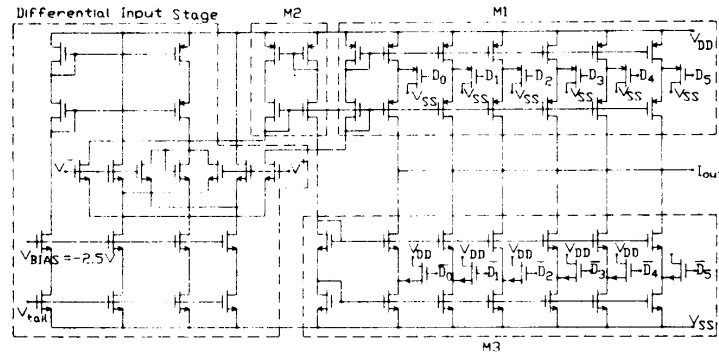 Differential Input Stage M2 M1
VDD
D0 D1 D2 D3 D4 D5
VSS VSS VSS VSS VSS VSS
V- V+
Iout
VDD VDD VDD VDD VDD
VBIAS=-2.5V
D̅0 D̅1 D̅2 D̅3 D̅4 D̅5
Vtail
VSS
M3